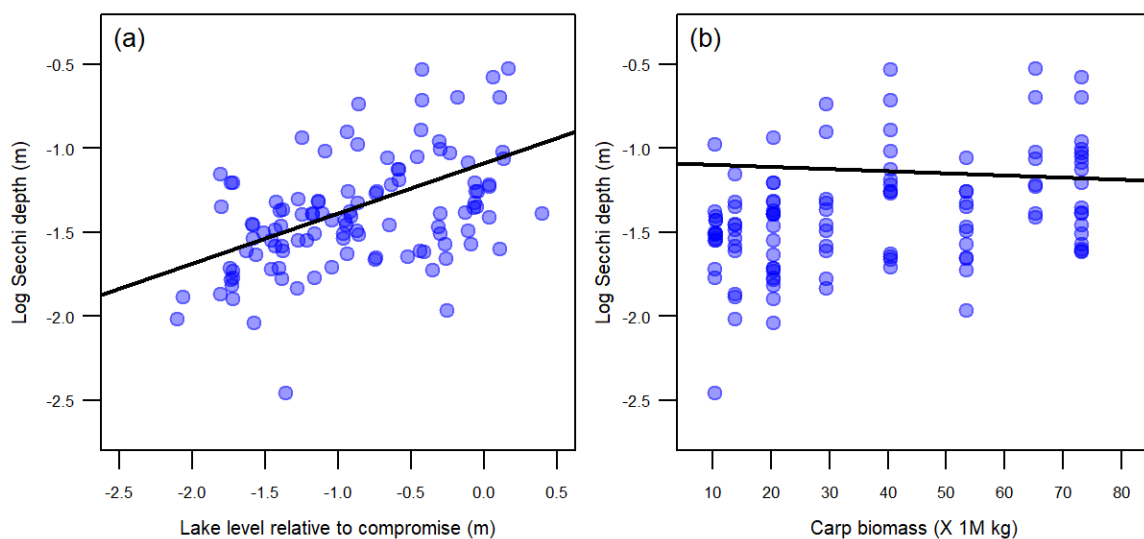 (a)
-0.5
-1.0
-1.5
-2.0
-2.5
Log Secchi depth (m)
-2.5 -2.0 -1.5 -1.0 -0.5 0.0 0.5
Lake level relative to compromise (m)
(b)
-0.5
-1.0
-1.5
-2.0
-2.5
Log Secchi depth (m)
10 20 30 40 50 60 70 80
Carp biomass (X 1M kg)